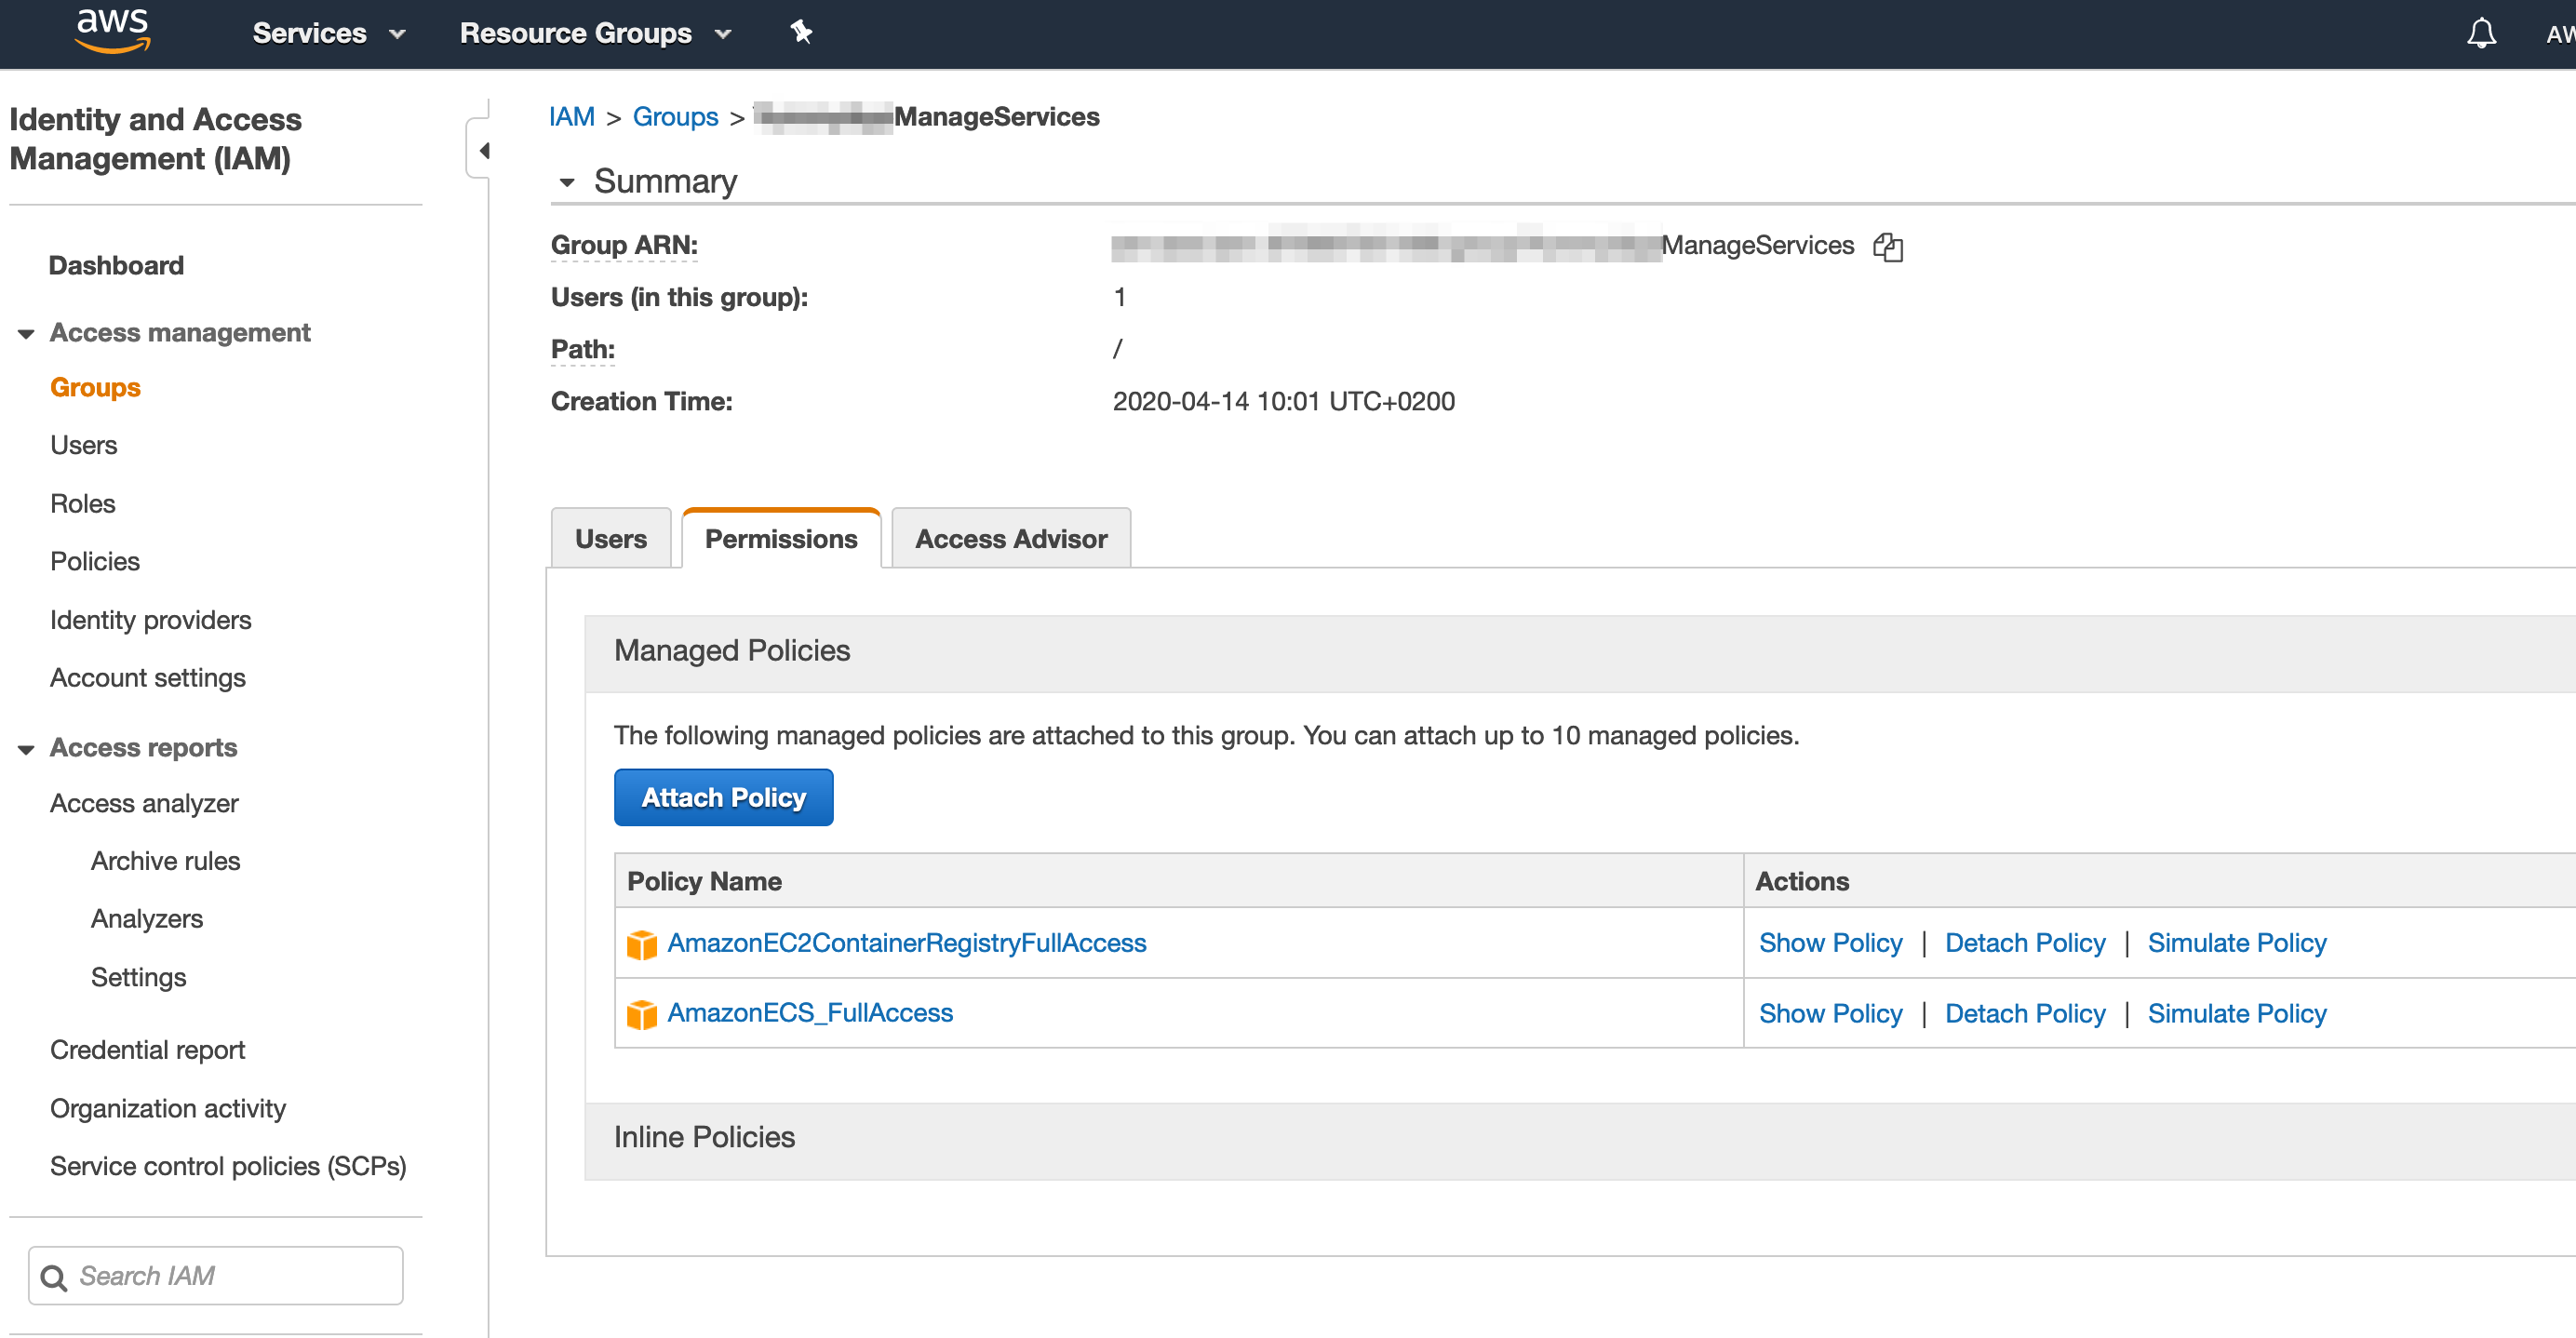 aws Services Resource Groups AW
Identity and Access
Management (IAM)
Dashboard
Access management
Groups
Users
Roles
Policies
Identity providers
Account settings
Access reports
Access analyzer
Archive rules
Analyzers
Settings
Credential report
Organization activity
Service control policies (SCPs)
Search IAM
IAM > Groups > ManageServices
Summary
Group ARN: ManageServices
Users (in this group): 1
Path: /
Creation Time: 2020-04-14 10:01 UTC+0200
Users Permissions Access Advisor
Managed Policies
The following managed policies are attached to this group. You can attach up to 10 managed policies.
Attach Policy
Policy Name Actions
AmazonEC2ContainerRegistryFullAccess Show Policy | Detach Policy | Simulate Policy
AmazonECS_FullAccess Show Policy | Detach Policy | Simulate Policy
Inline Policies